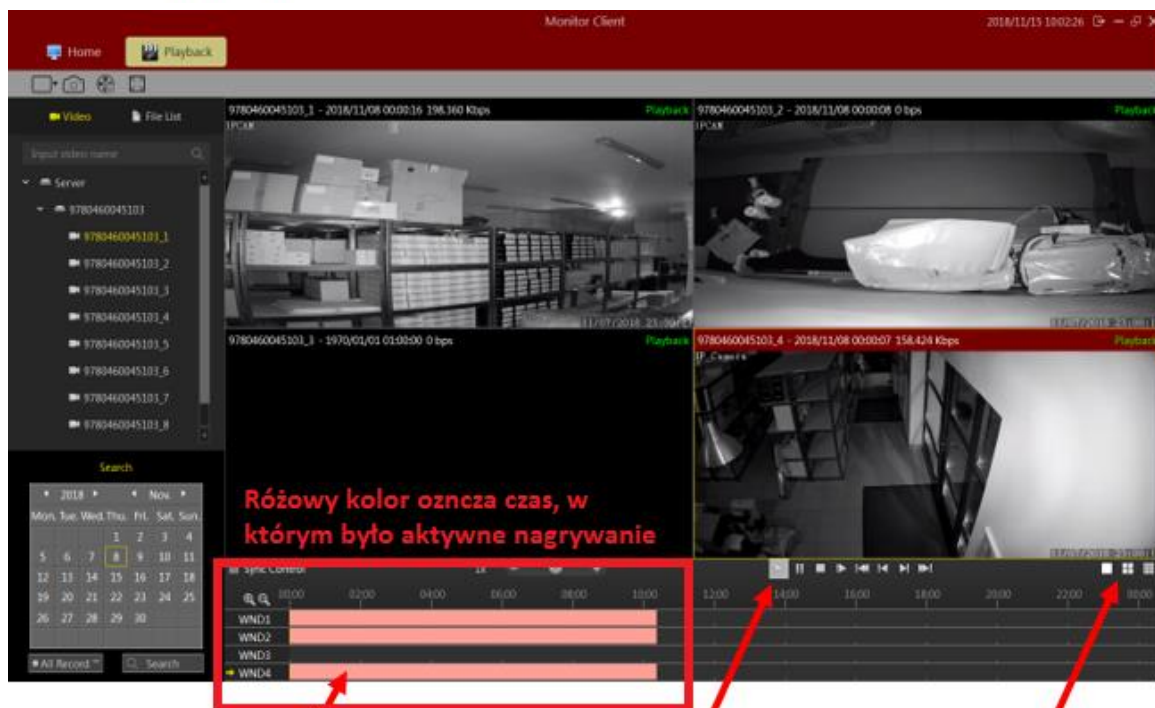 Monitor Client
2018/11/15 10:02:26
Home
Playback
Video
File List
Input video name
Server
9780460045103
9780460045103_1
9780460045103_2
9780460045103_3
9780460045103_4
9780460045103_5
9780460045103_6
9780460045103_7
9780460045103_8
9780460045103_1 - 2018/11/08 00:00:16 198.360 Kbps
Playback
IPCAM
9780460045103_2 - 2018/11/08 00:00:08 0 bps
Playback
IPCAM
9780460045103_3 - 1970/01/01 01:00:00 0 bps
Playback
9780460045103_4 - 2018/11/08 00:00:07 158.424 Kbps
Playback
IP Camera
Różowy kolor ozncza czas, w
którym było aktywne nagrywanie
Search
2018 Nov.
Mon. Tue. Wed. Thu. Fri. Sat. Sun.
1 2 3 4
5 6 7 8 9 10 11
12 13 14 15 16 17 18
19 20 21 22 23 24 25
26 27 28 29 30
All Record
Search
Sync Control
1x
00:00 02:00 04:00 06:00 08:00 10:00 12:00 14:00 16:00 18:00 20:00 22:00 00:00
WND1
WND2
WND3
WND4